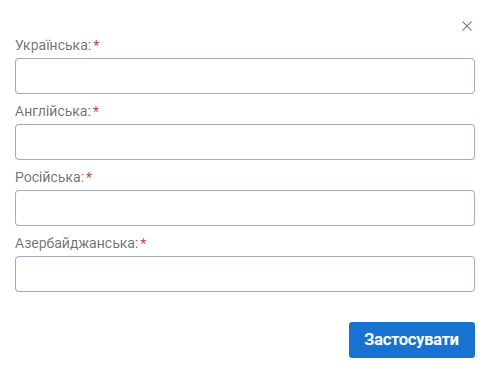 Українська: *
Англійська: *
Російська: *
Азербайджанська: *
Застосувати